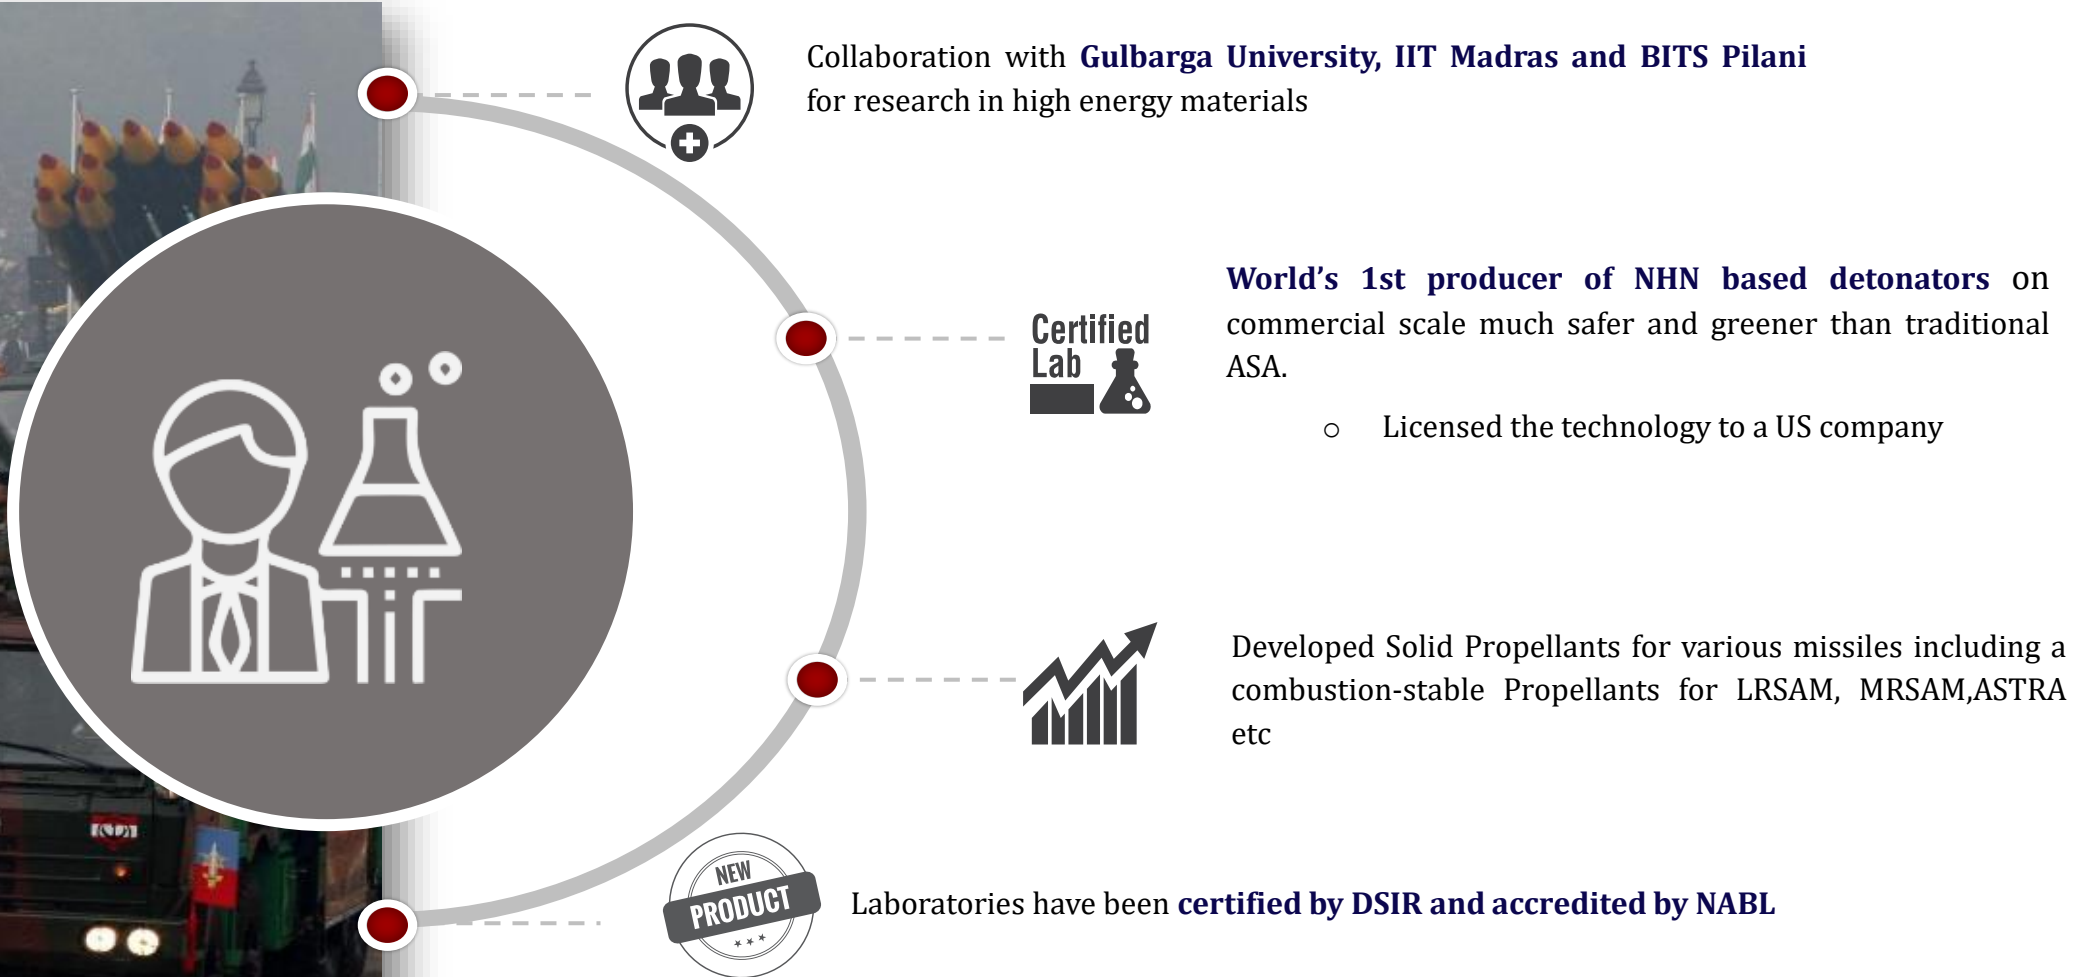 Collaboration with Gulbarga University, IIT Madras and BITS Pilani
for research in high energy materials
World’s 1st producer of NHN based detonators on
commercial scale much safer and greener than traditional
ASA.
o Licensed the technology to a US company
Certified
Lab
Developed Solid Propellants for various missiles including a
combustion-stable Propellants for LRSAM, MRSAM,ASTRA
etc
NEW
PRODUCT
Laboratories have been certified by DSIR and accredited by NABL